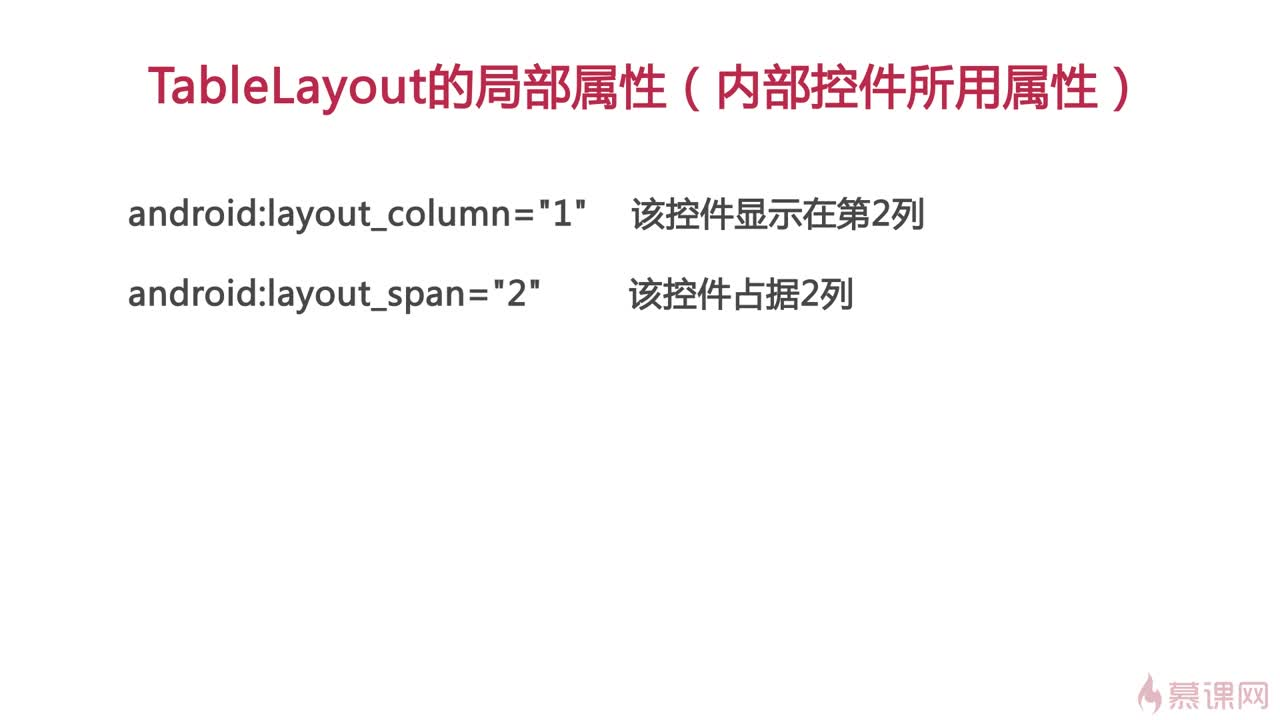 TableLayout的局部属性（内部控件所用属性）
android:layout_column="1" 该控件显示在第2列
android:layout_span="2" 该控件占据2列
慕课网